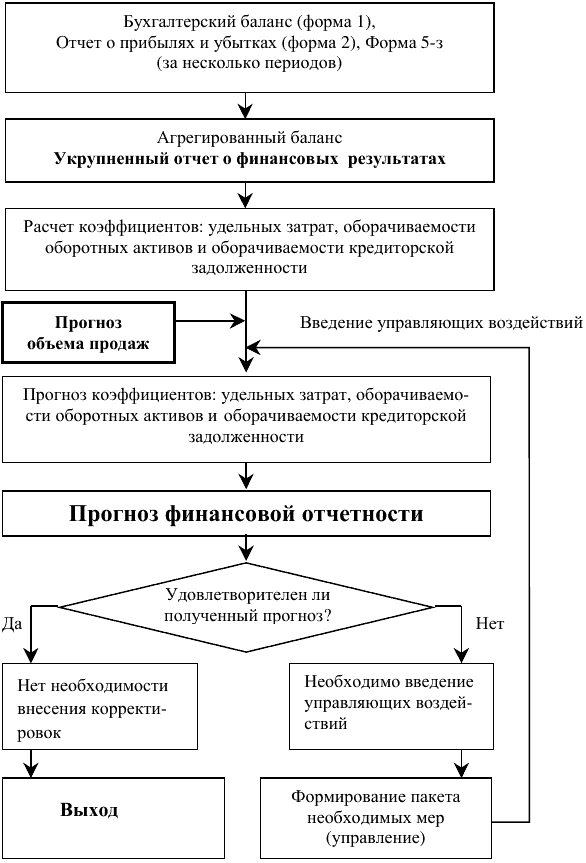 Бухгалтерский баланс (форма 1),
Отчет о прибылях и убытках (форма 2), Форма 5-з
(за несколько периодов)
Агрегированный баланс
Укрупненный отчет о финансовых результатах
Расчет коэффициентов: удельных затрат, оборачиваемости
оборотных активов и оборачиваемости кредиторской
задолженности
Прогноз
объема продаж
Введение управляющих воздействий
Прогноз коэффициентов: удельных затрат, оборачиваемо-
сти оборотных активов и оборачиваемости кредиторской
задолженности
Прогноз финансовой отчетности
Удовлетворителен ли
полученный прогноз?
Да
Нет
Нет необходимости
внесения корректи-
ровок
Необходимо введение
управляющих воздей-
ствий
Выход
Формирование пакета
необходимых мер
(управление)